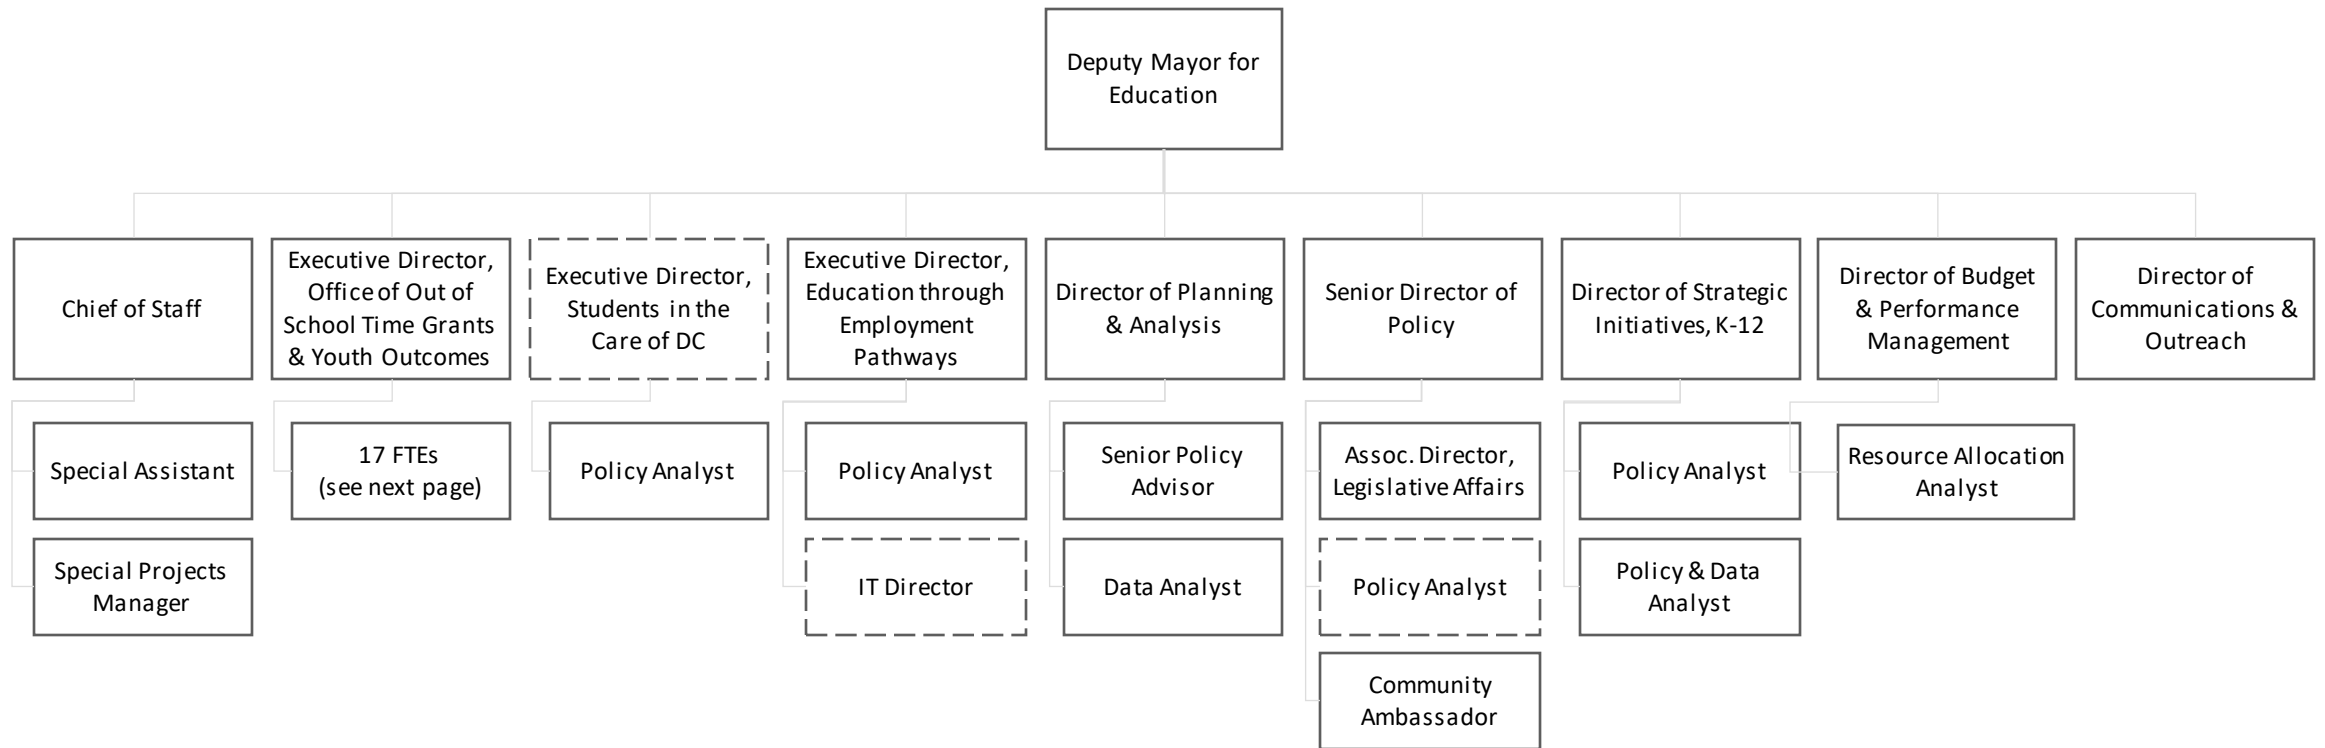 Deputy Mayor for
Education
Chief of Staff
Executive Director,
Office of Out of
School Time Grants
& Youth Outcomes
Executive Director,
Students in the
Care of DC
Executive Director,
Education through
Employment
Pathways
Director of Planning
& Analysis
Senior Director of
Policy
Director of Strategic
Initiatives, K-12
Director of Budget
& Performance
Management
Director of
Communications &
Outreach
Special Assistant
17 FTEs
(see next page)
Policy Analyst
Policy Analyst
Senior Policy
Advisor
Assoc. Director,
Legislative Affairs
Policy Analyst
Resource Allocation
Analyst
Special Projects
Manager
IT Director
Data Analyst
Policy Analyst
Policy & Data
Analyst
Community
Ambassador